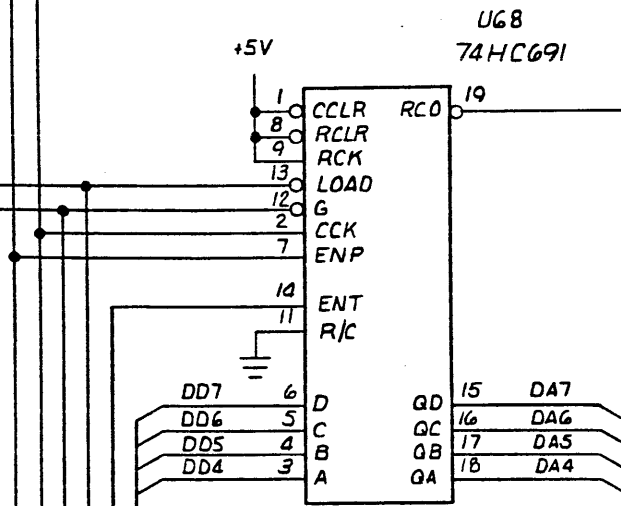 U68
74HC691
+5V
1 CCLR RCO 19
8 RCLR
9 RCK
13 LOAD
12 G
2 CCK
7 ENP
14 ENT
11 R/C
DD7 6 D QD 15 DA7
DD6 5 C QC 16 DA6
DD5 4 B QB 17 DA5
DD4 3 A QA 18 DA4